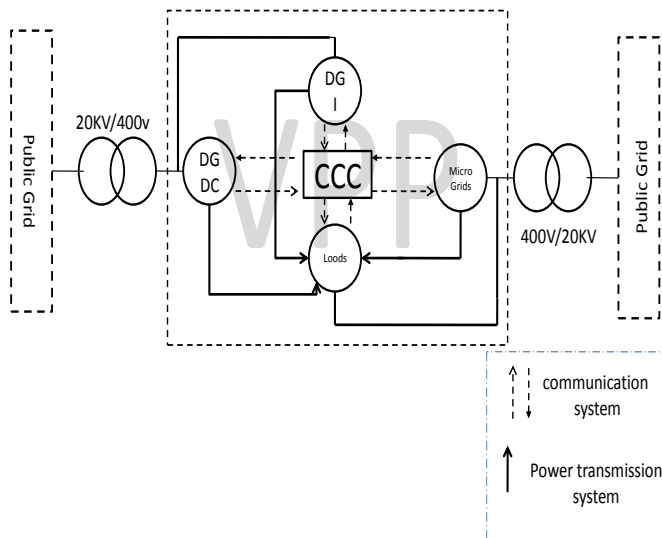 DG
I
20KV/400v
Public Grid
VPP
DG
DC
CCC
Micro
Grids
Public Grid
400V/20KV
Loods
communication
system
Power transmission
system